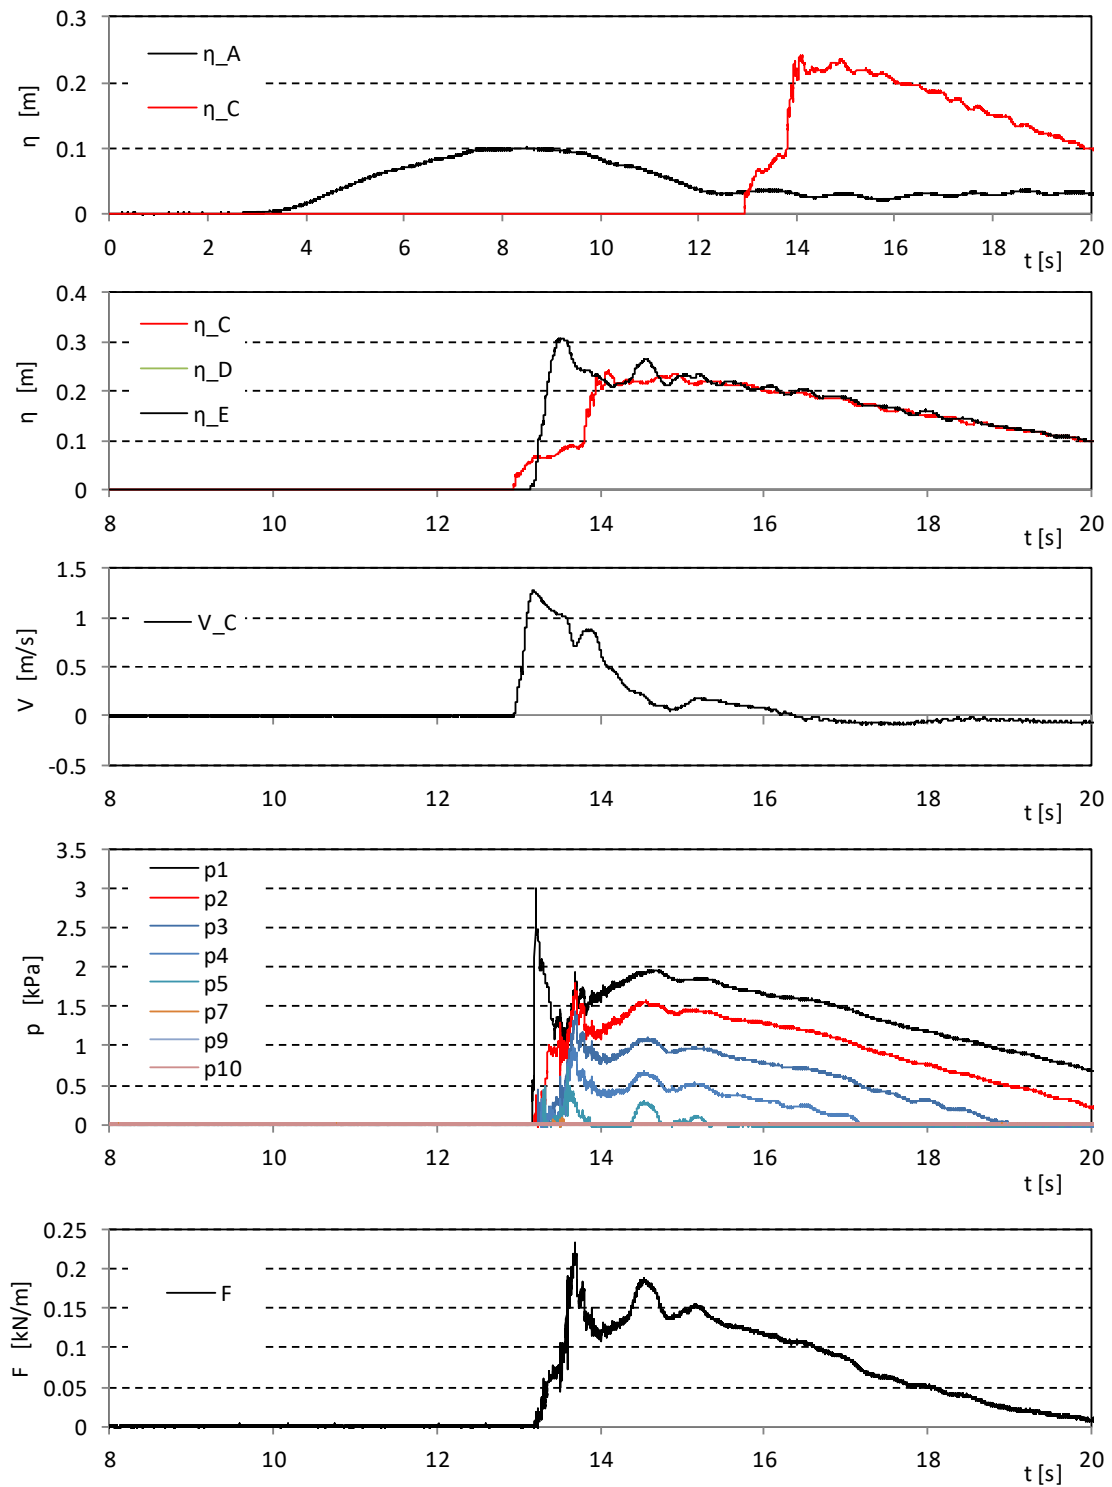 0.3
0.2
0.1
0
η [m]
η_A
η_C
0 2 4 6 8 10 12 14 16 18 20
t [s]
0.4
0.3
0.2
0.1
0
η [m]
η_C
η_D
η_E
8 10 12 14 16 18 20
t [s]
1.5
1
0.5
0
-0.5
V [m/s]
V_C
8 10 12 14 16 18 20
t [s]
3.5
3
2.5
2
1.5
1
0.5
0
p [kPa]
p1
p2
p3
p4
p5
p7
p9
p10
8 10 12 14 16 18 20
t [s]
0.25
0.2
0.15
0.1
0.05
0
F [kN/m]
F
8 10 12 14 16 18 20
t [s]